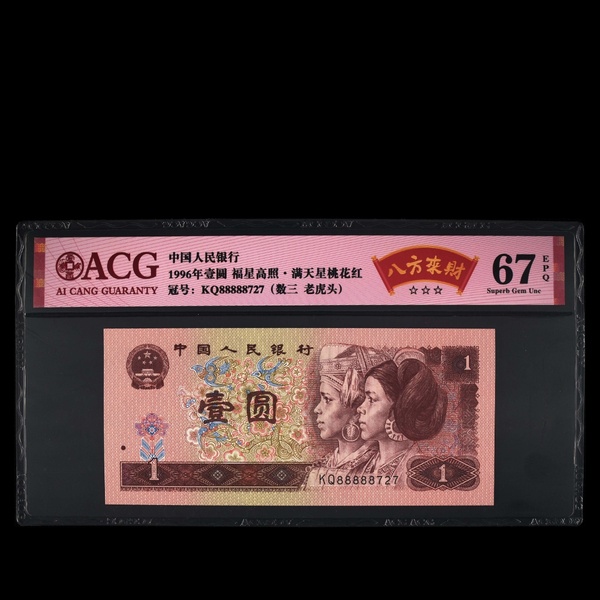 ACG
AI CANG GUARANTY
中国人民银行
1996年壹圆 福星高照·满天星桃花红
冠号: KQ88888727 (数三 老虎头)
八方来财
☆☆☆
67
EPQ
Superb Gem Unc
中国人民银行
壹圆
1
1
1
KQ88888727